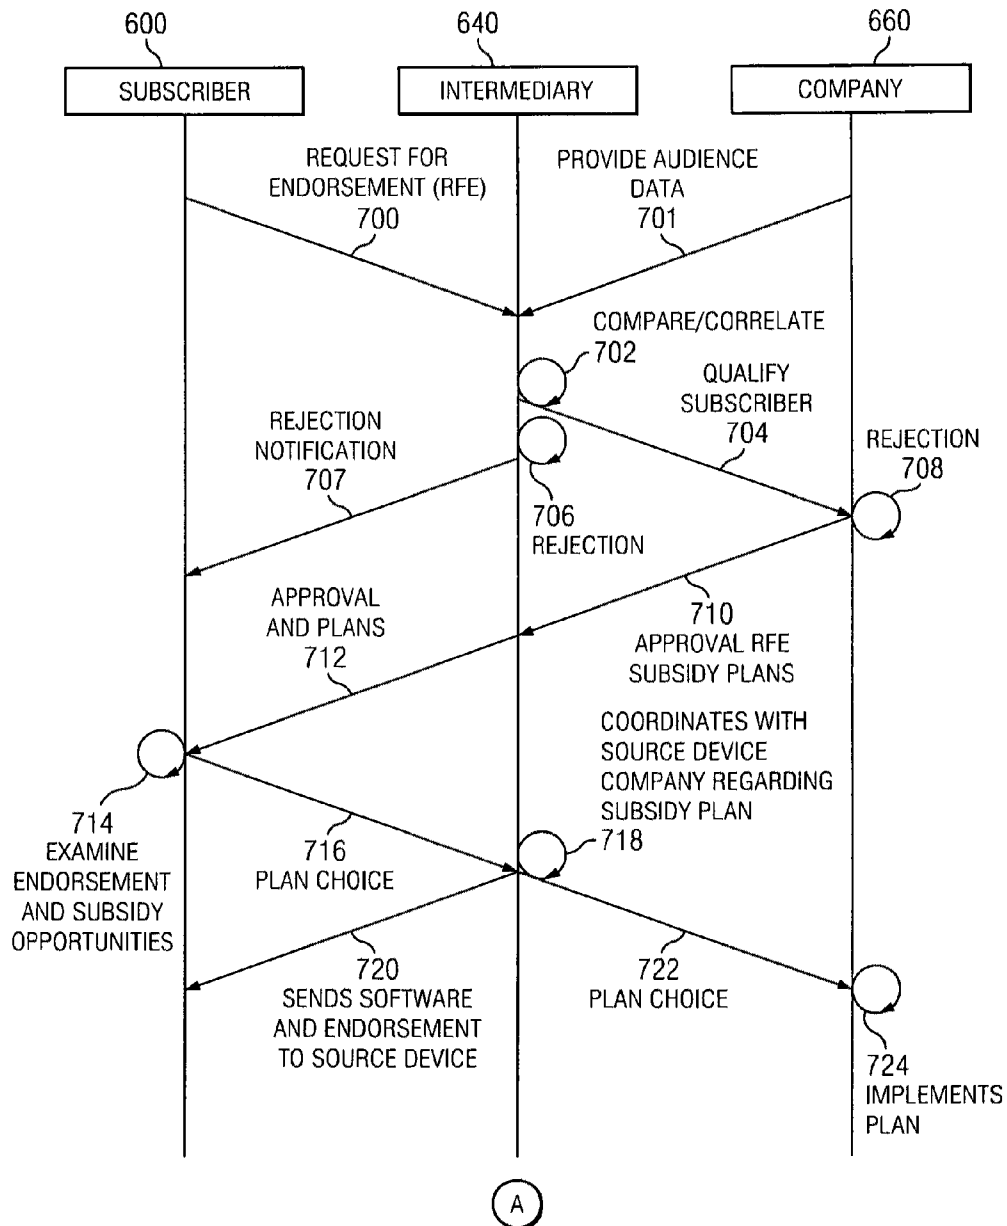 600
640
660
SUBSCRIBER
INTERMEDIARY
COMPANY
REQUEST FOR
ENDORSEMENT (RFE)
700
PROVIDE AUDIENCE
DATA
701
COMPARE/CORRELATE
702
QUALIFY
SUBSCRIBER
704
REJECTION
NOTIFICATION
707
REJECTION
708
706
REJECTION
APPROVAL
AND PLANS
712
710
APPROVAL RFE
SUBSIDY PLANS
COORDINATES WITH
SOURCE DEVICE
COMPANY REGARDING
SUBSIDY PLAN
718
714
EXAMINE
ENDORSEMENT
AND SUBSIDY
OPPORTUNITIES
716
PLAN CHOICE
720
SENDS SOFTWARE
AND ENDORSEMENT
TO SOURCE DEVICE
722
PLAN CHOICE
724
IMPLEMENTS
PLAN
A